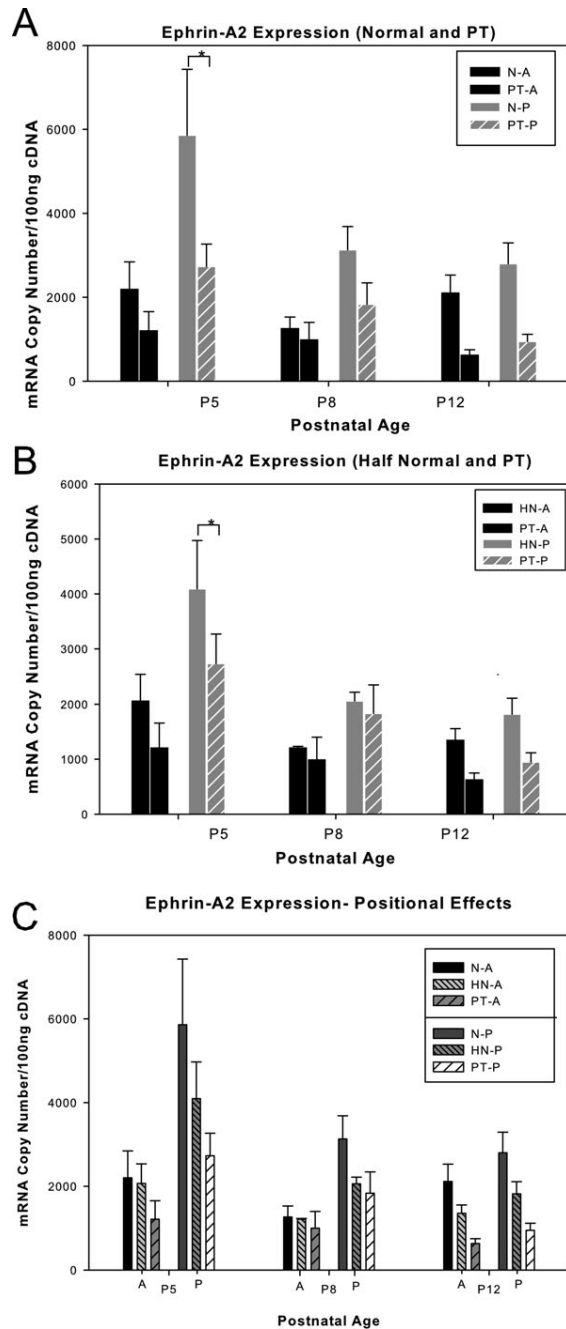 A
Ephrin-A2 Expression (Normal and PT)
8000
6000
4000
2000
0
mRNA Copy Number/100ng cDNA
*
N-A
PT-A
N-P
PT-P
P5 P8 P12
Postnatal Age
B
Ephrin-A2 Expression (Half Normal and PT)
6000
5000
4000
3000
2000
1000
0
mRNA Copy Number/100ng cDNA
*
HN-A
PT-A
HN-P
PT-P
P5 P8 P12
Postnatal Age
C
Ephrin-A2 Expression- Positional Effects
8000
6000
4000
2000
0
mRNA Copy Number/100ng cDNA
N-A
HN-A
PT-A
N-P
HN-P
PT-P
A P5 P A P8 P A P12 P
Postnatal Age